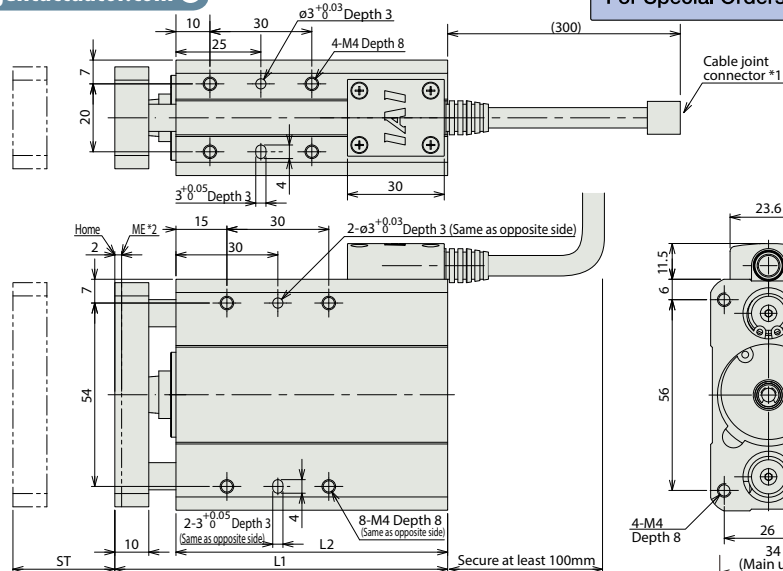 For Special Orders
10
30
ø3 +0.03 0 Depth 3
25
4-M4 Depth 8
(300)
Cable joint
connector *1
7
20
IAI
3 +0.05 0 Depth 3
4
30
Home
ME *2
15
30
2-ø3 +0.03 0 Depth 3 (Same as opposite side)
2
30
23.6
7
11.5
6
54
56
2-3 +0.05 0 Depth 3
(Same as opposite side)
4
8-M4 Depth 8
(Same as opposite side)
4-M4
Depth 8
10
L2
26
ST
L1
Secure at least 100mm
34